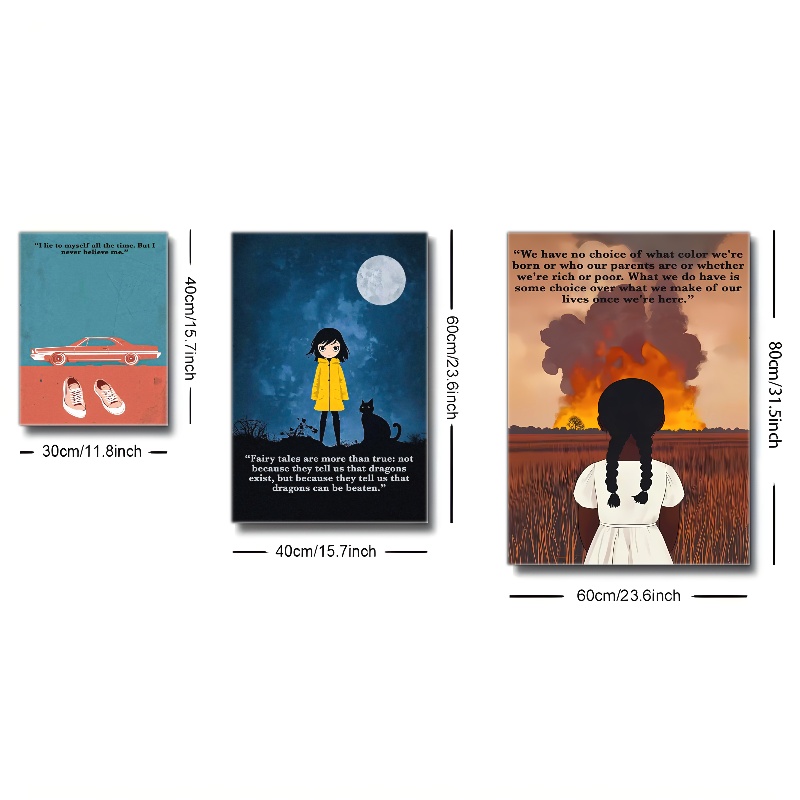 “I lie to myself all the time. But I
never believe me.”
40cm/15.7inch
30cm/11.8inch
“Fairy tales are more than true: not
because they tell us that dragons
exist, but because they tell us that
dragons can be beaten.”
60cm/23.6inch
40cm/15.7inch
“We have no choice of what color we’re
born or who our parents are or whether
we’re rich or poor. What we do have is
some choice over what we make of our
lives once we’re here.”
80cm/31.5inch
60cm/23.6inch